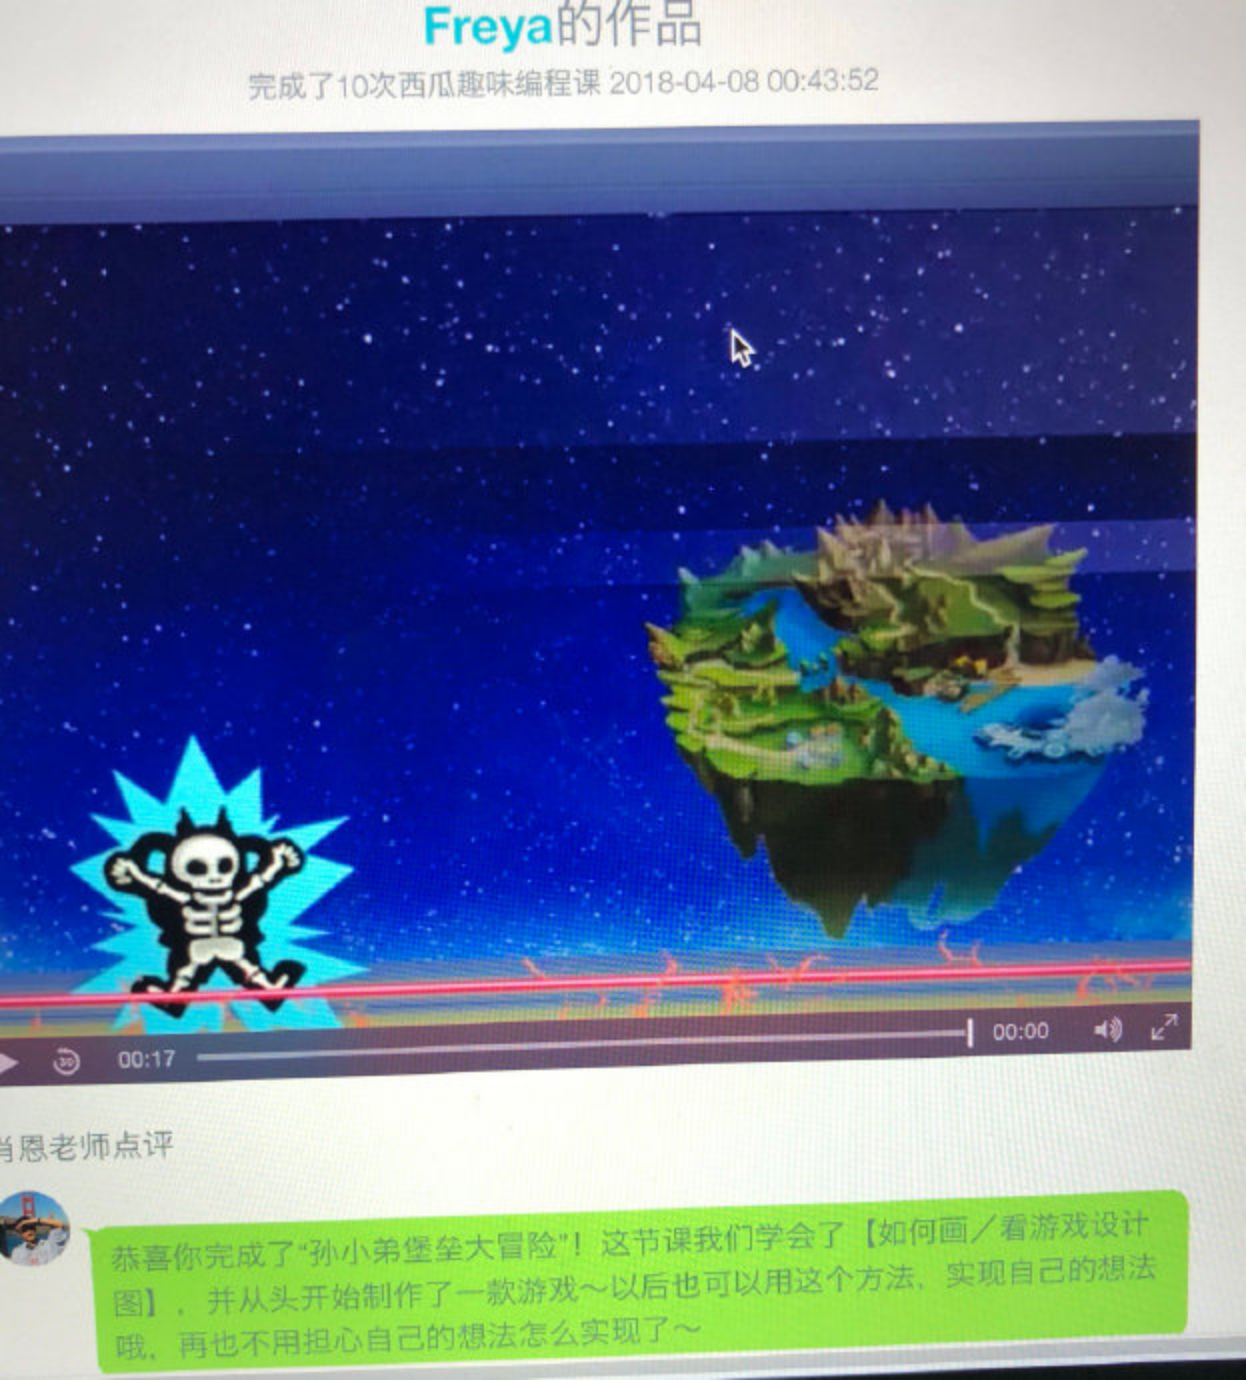 Freya的作品
完成了10次西瓜趣味编程课 2018-04-08 00:43:52
30
00:17
00:00
肖恩老师点评
恭喜你完成了“孙小弟堡垒大冒险”！这节课我们学会了【如何画／看游戏设计
图】，并从头开始制作了一款游戏～以后也可以用这个方法，实现自己的想法
哦，再也不用担心自己的想法怎么实现了～